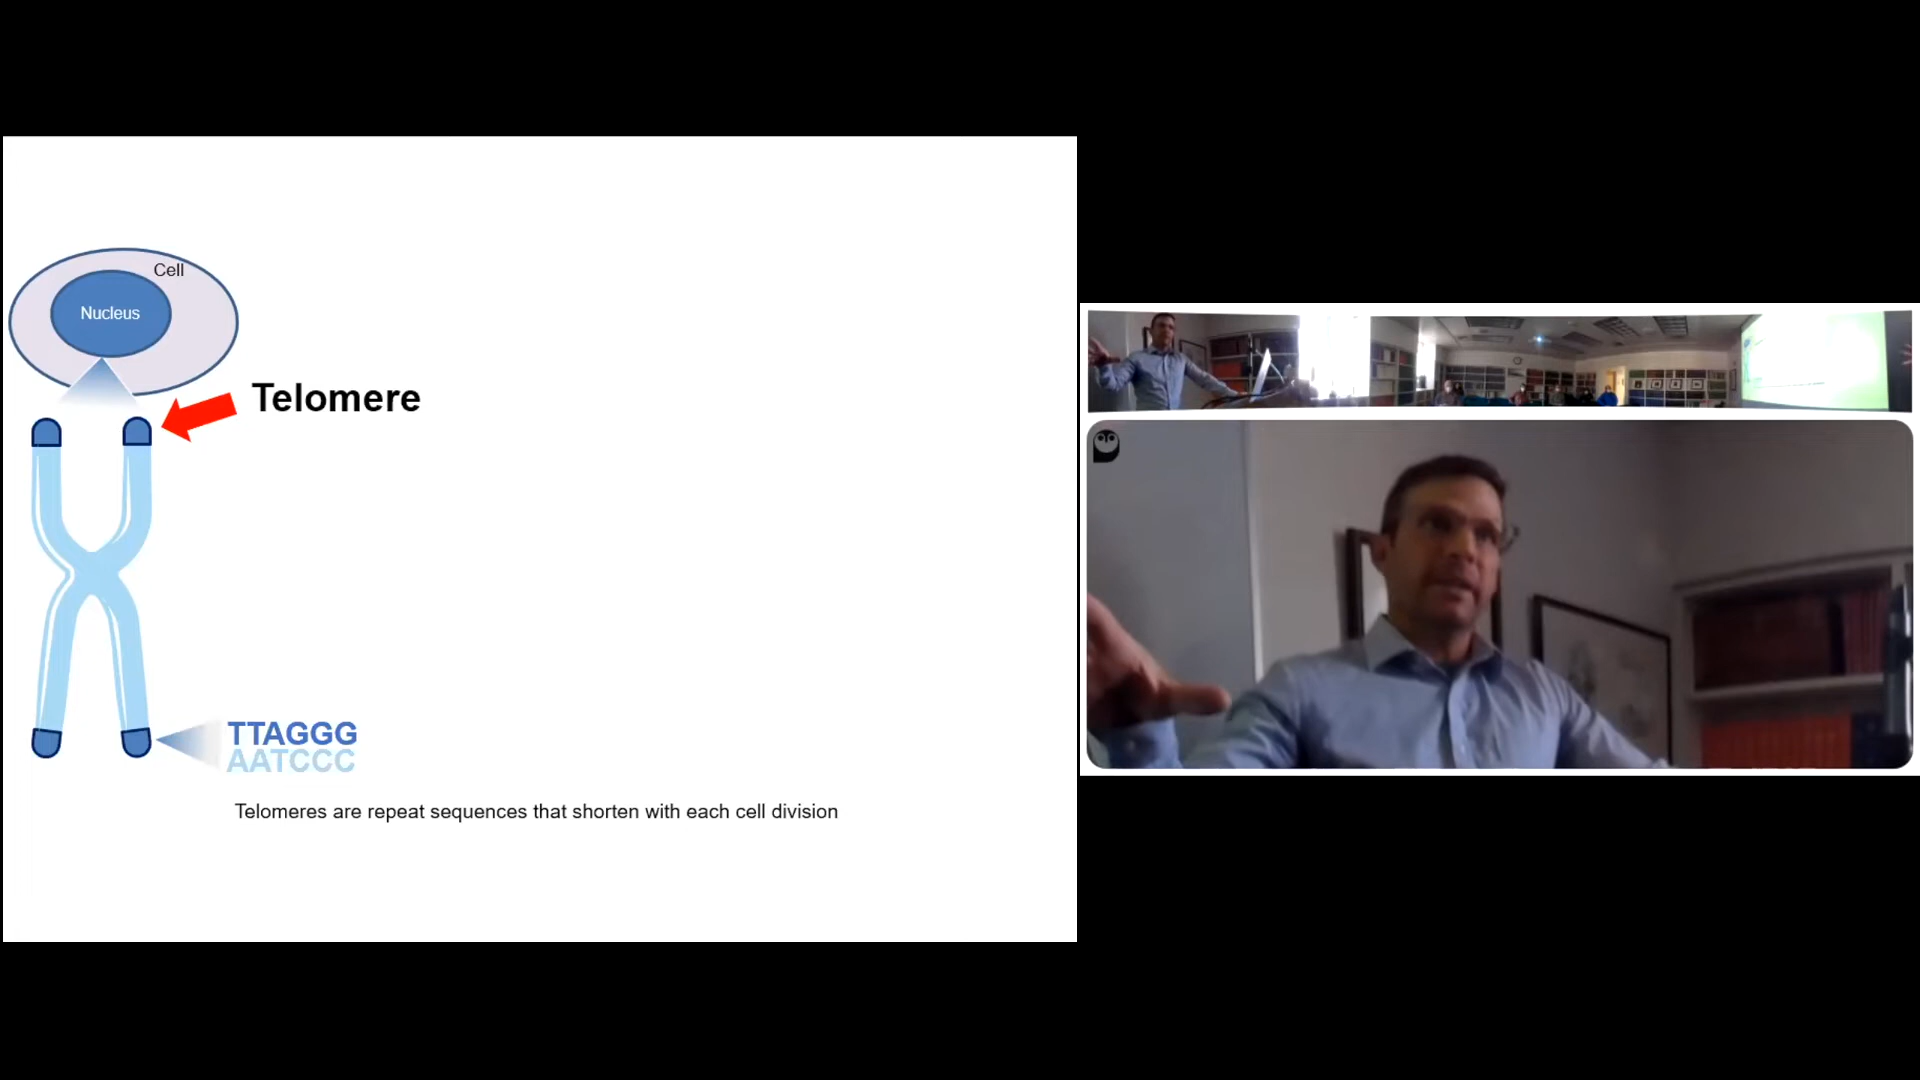 Cell
Nucleus
Telomere
TTAGGG
AATCCC
Telomeres are repeat sequences that shorten with each cell division